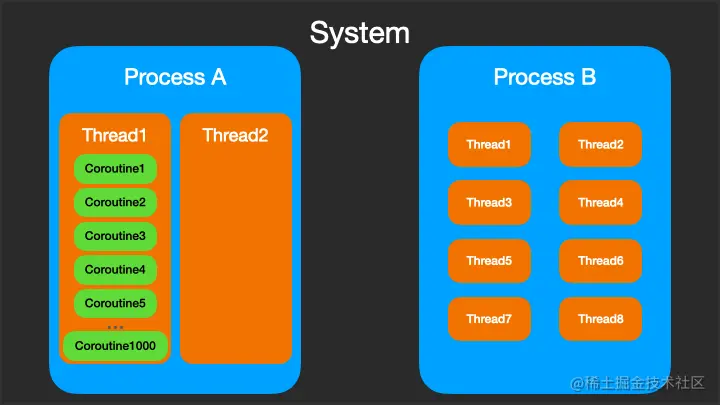 System
Process A
Thread1
Coroutine1
Coroutine2
Coroutine3
Coroutine4
Coroutine5
...
Coroutine1000
Thread2
Process B
Thread1
Thread2
Thread3
Thread4
Thread5
Thread6
Thread7
Thread8
@稀土掘金技术社区